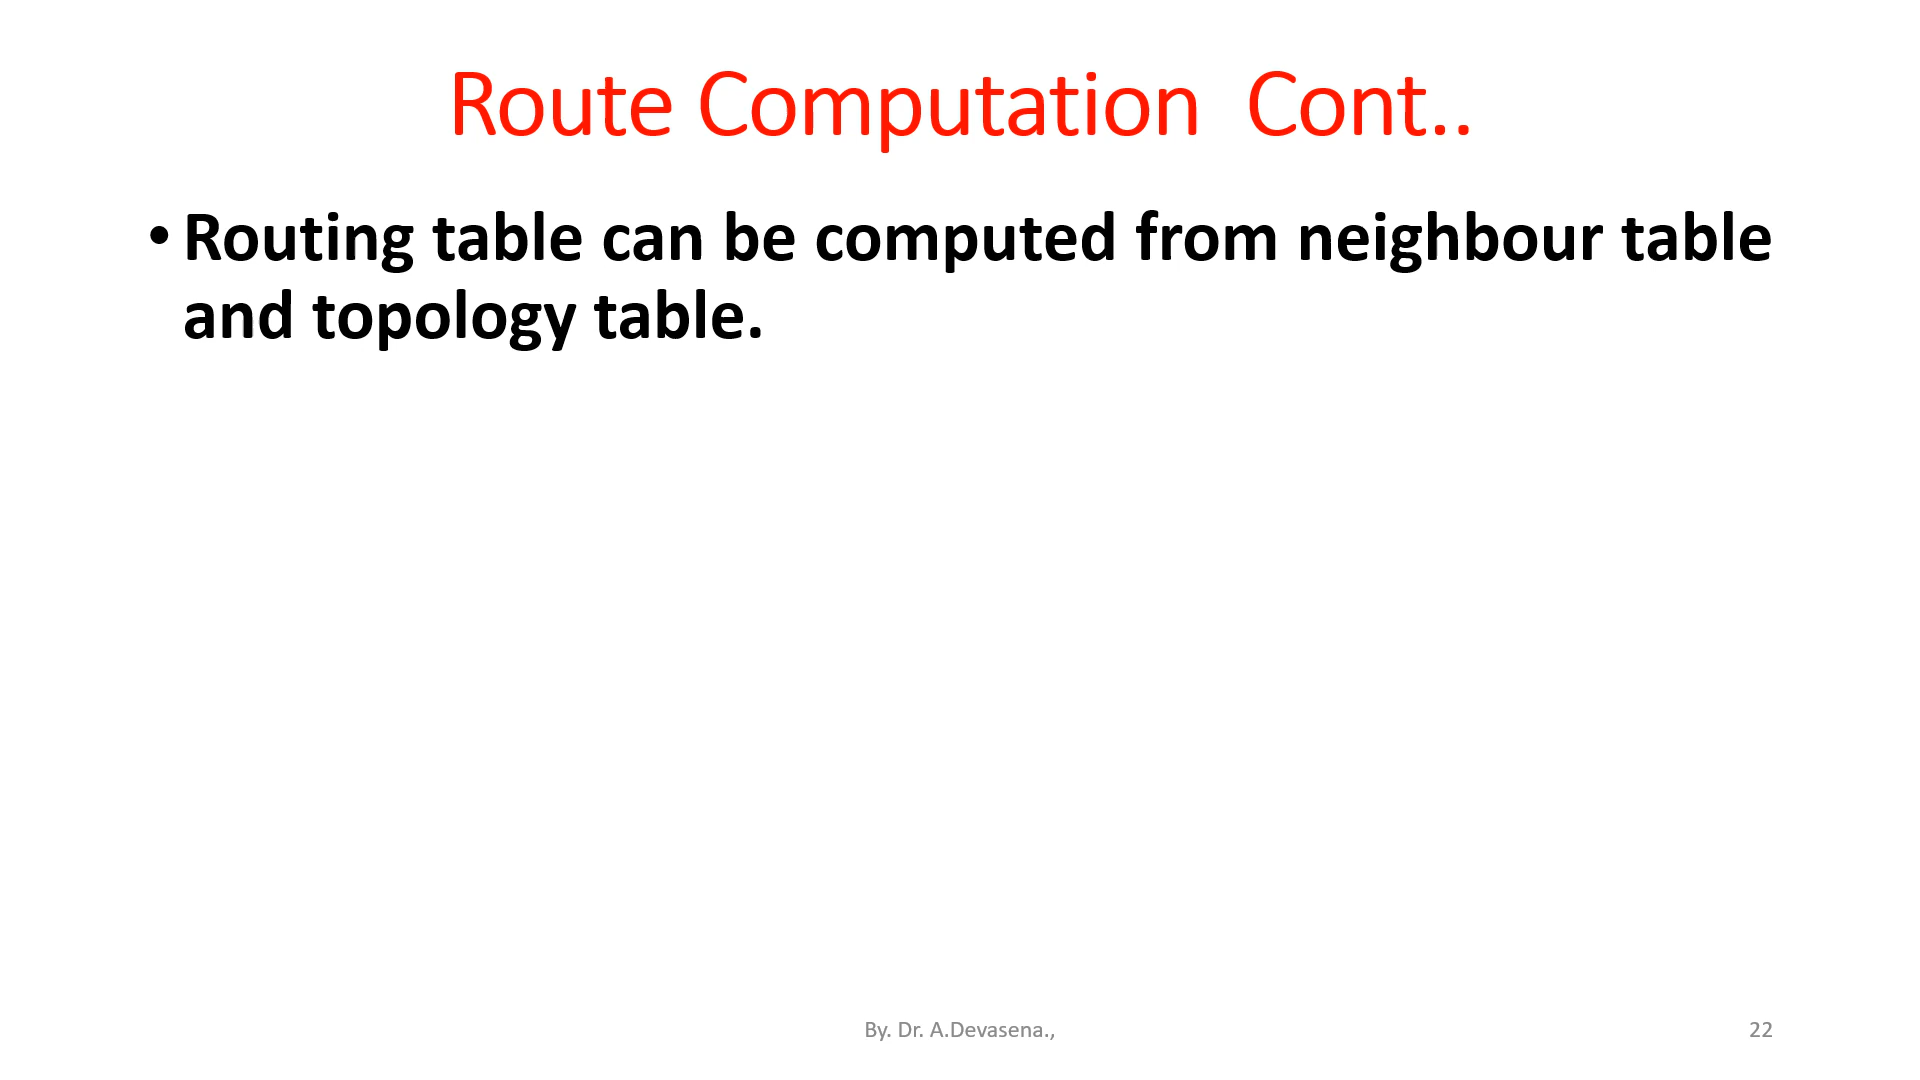 Route Computation  Cont..
• Routing table can be computed from neighbour table
and topology table.
By. Dr. A.Devasena.,
22